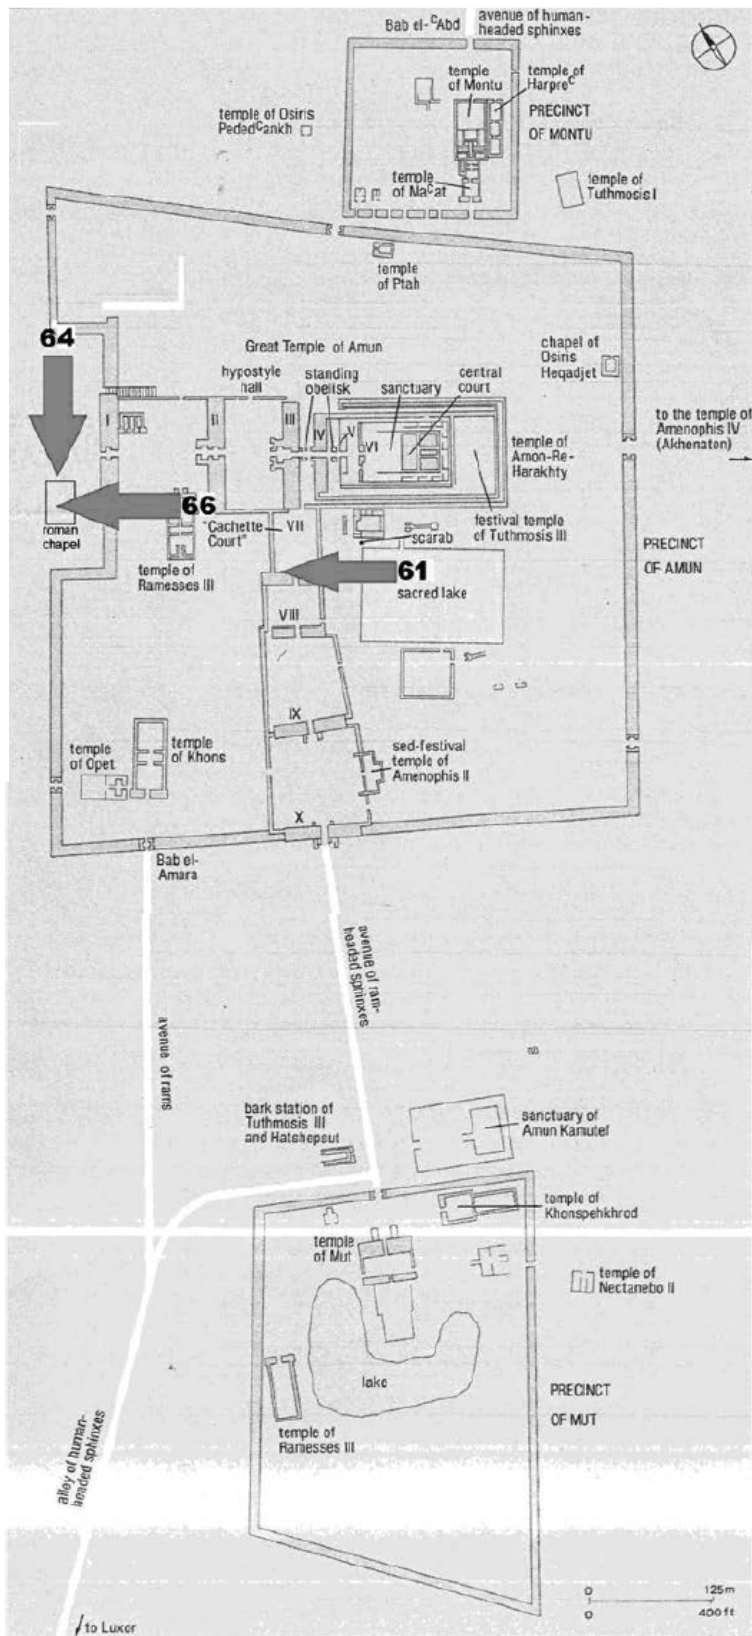 Bab el-ᶜAbd
avenue of human-
headed sphinxes
temple
of Montu
temple of
Harpreᶜ
PRECINCT
OF MONTU
temple of Osiris
Pededᶜankh
temple
of Naᶜat
temple of
Tuthmosis I
temple
of Ptah
64
Great Temple of Amun
chapel of
Osiris
Heqadjet
hypostyle
hall
standing
obelisk
sanctuary
central
court
to the temple of
Amenophis IV
(Akhenaton)
I
II
III
IV
V
VI
temple of
Amon-Re-
Harakhty
66
roman
chapel
"Cachette
Court"
VII
scarab
festival temple
of Tuthmosis III
temple of
Ramesses III
61
sacred lake
PRECINCT
OF AMUN
VIII
IX
temple
of Opet
temple
of Khons
sed-festival
temple of
Amenophis II
X
Bab el-
Amara
avenue of ram-
headed sphinxes
avenue of rams
bark station of
Tuthmosis III
and Hatshepsut
sanctuary of
Amun Kamutef
temple of
Khonspehkhrod
temple
of Mut
temple of
Nectanebo II
lake
PRECINCT
OF MUT
temple of
Ramesses III
alley of human-
headed sphinxes
0 125m
0 400ft
to Luxor